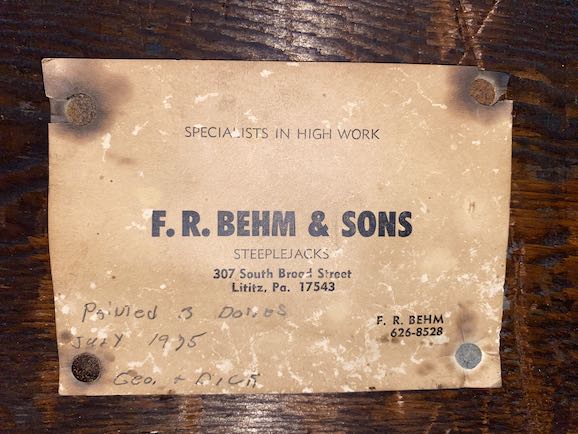 SPECIALISTS IN HIGH WORK
F. R. BEHM & SONS
STEEPLEJACKS
307 South Broad Street
Lititz, Pa. 17543
Painted 3 Domes
July 1975
Geo. + Dick
F. R. BEHM
626-8528